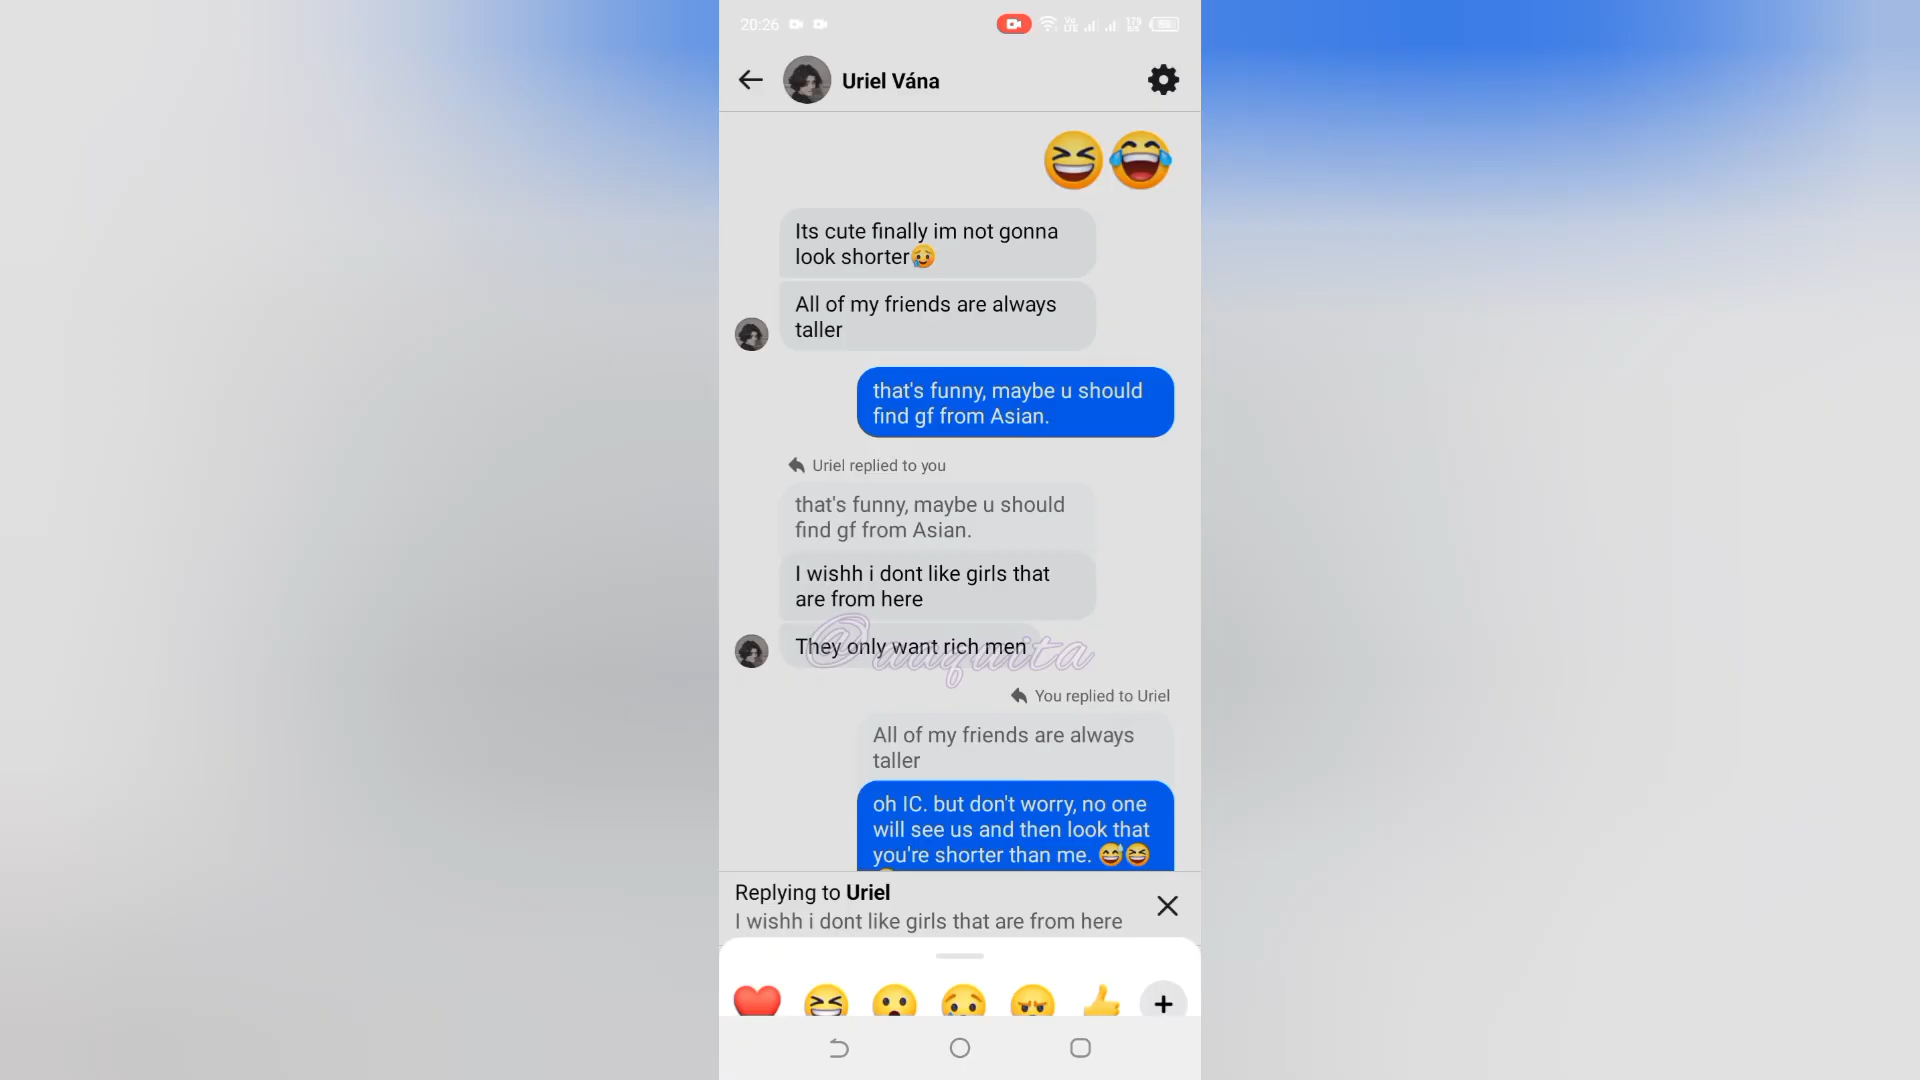 20:26
Vo
LTE
179
B/s
Uriel Vána
Its cute finally im not gonna
look shorter
All of my friends are always
taller
that's funny, maybe u should
find gf from Asian.
Uriel replied to you
that's funny, maybe u should
find gf from Asian.
I wishh i dont like girls that
are from here
They only want rich men
You replied to Uriel
All of my friends are always
taller
oh IC. but don't worry, no one
will see us and then look that
you're shorter than me.
Replying to Uriel
I wishh i dont like girls that are from here